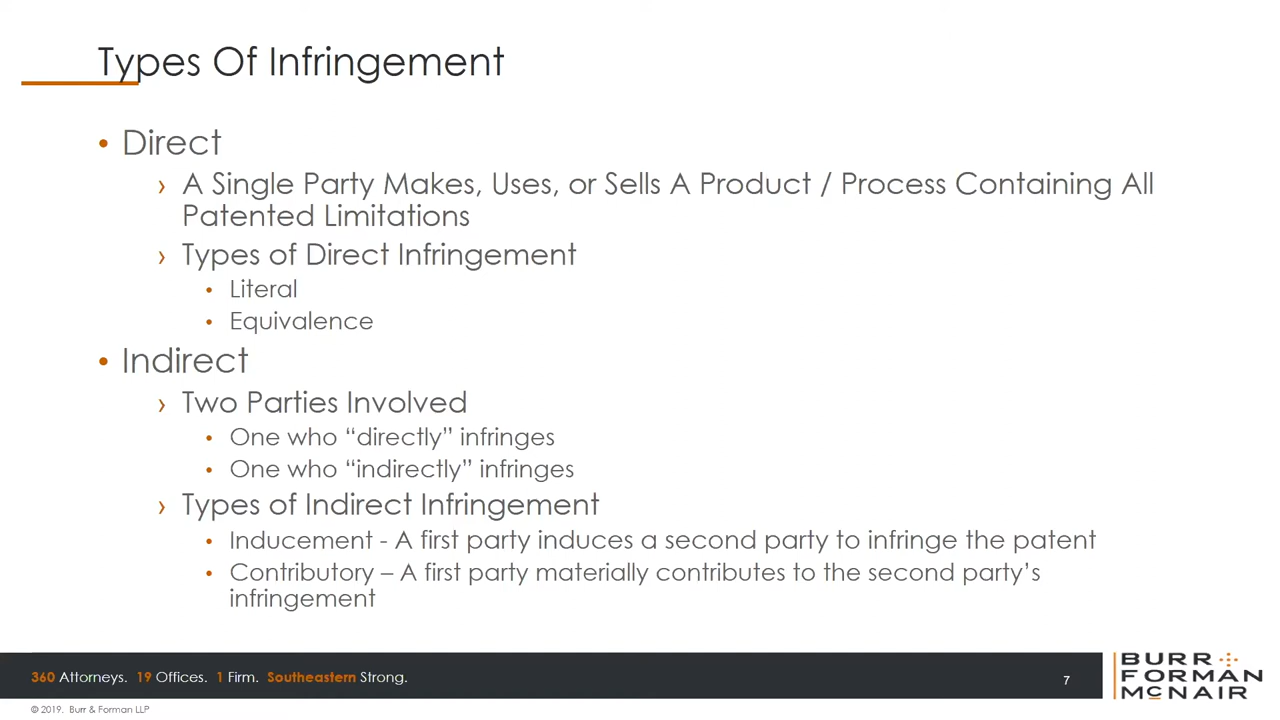 Types Of Infringement
• Direct
› A Single Party Makes, Uses, or Sells A Product / Process Containing All
Patented Limitations
› Types of Direct Infringement
• Literal
• Equivalence
• Indirect
› Two Parties Involved
• One who “directly” infringes
• One who “indirectly” infringes
› Types of Indirect Infringement
• Inducement - A first party induces a second party to infringe the patent
• Contributory – A first party materially contributes to the second party’s
infringement
360 Attorneys. 19 Offices. 1 Firm. Southeastern Strong.
7
BURR
FORMAN
MCNAIR
© 2019. Burr & Forman LLP